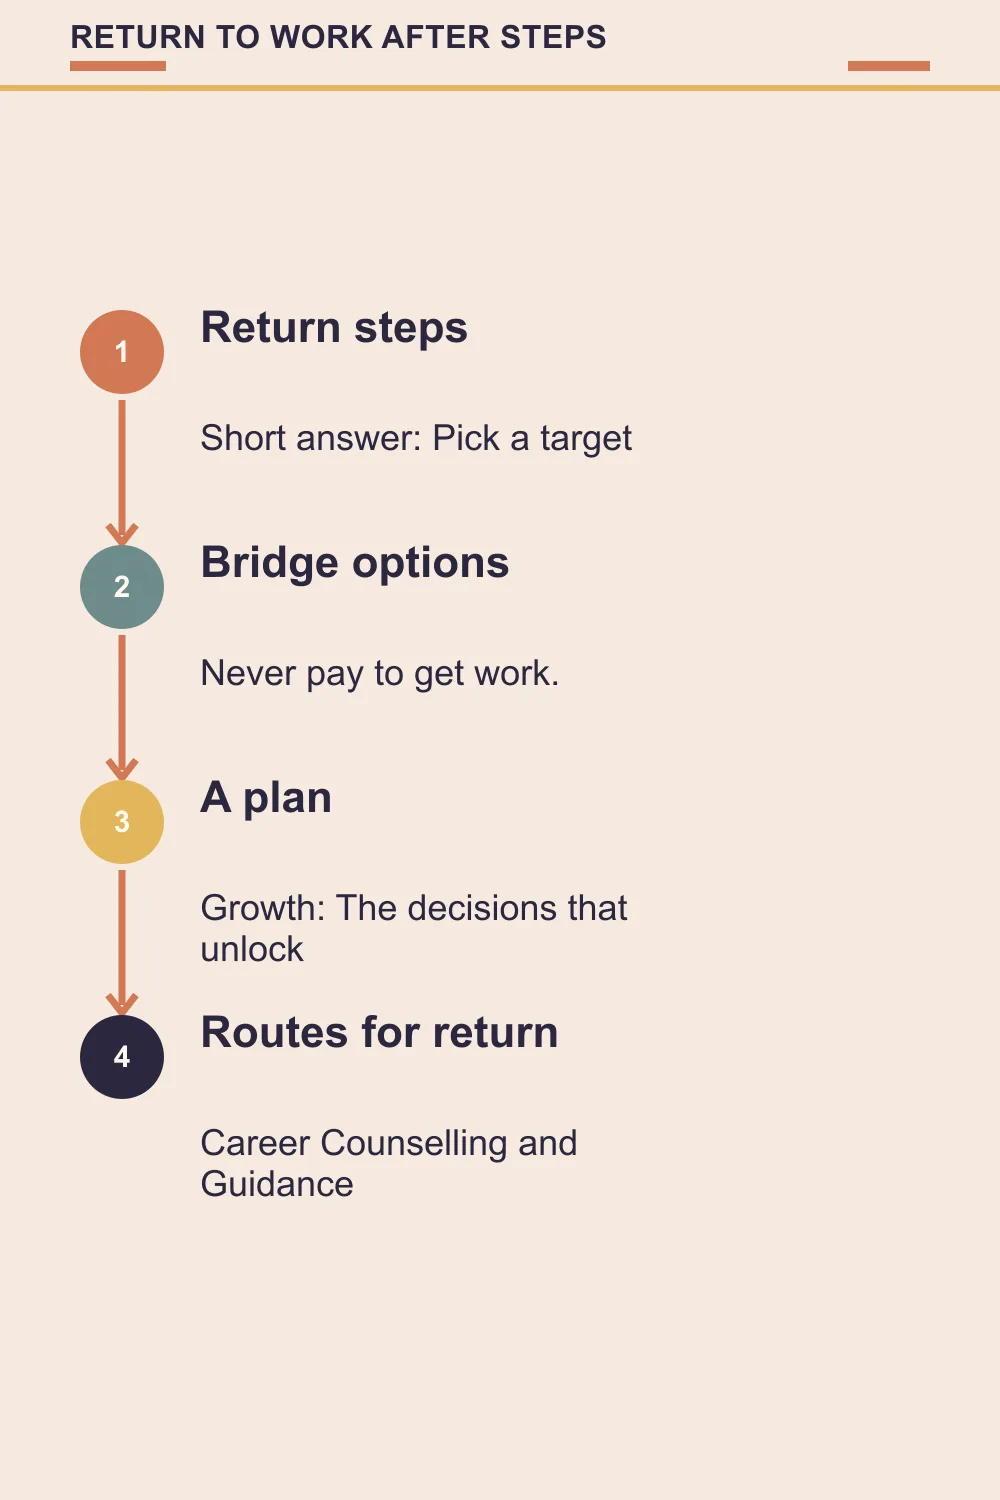 RETURN TO WORK AFTER STEPS
1
Return steps
Short answer: Pick a target
2
Bridge options
Never pay to get work.
3
A plan
Growth: The decisions that
unlock
4
Routes for return
Career Counselling and
Guidance